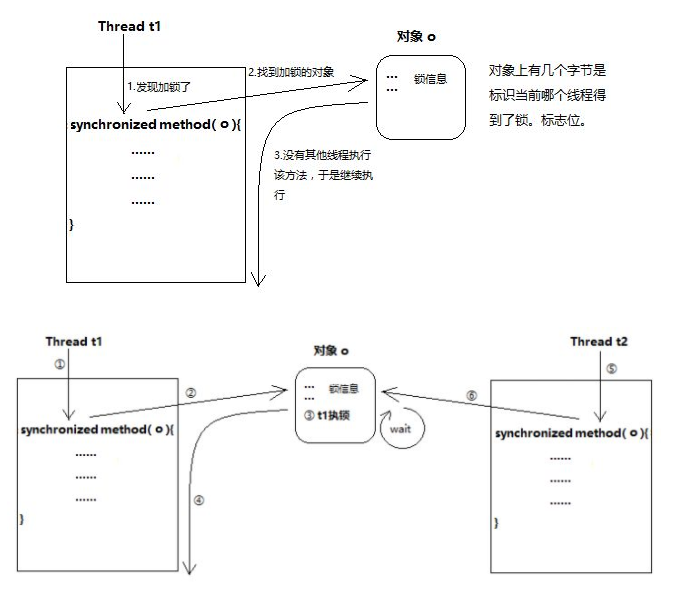 Thread t1
对象 o
1.发现加锁了
2.找到加锁的对象
... 锁信息
...
对象上有几个字节是
标识当前哪个线程得
到了锁。标志位。
synchronized method( o ){
......
......
......
}
3.没有其他线程执行
该方法，于是继续执
行
Thread t1
对象 o
Thread t2
①
②
... 锁信息
...
③ t1执锁
wait
⑤
⑥
synchronized method( o ){
......
......
......
}
④
synchronized method( o ){
......
......
......
}